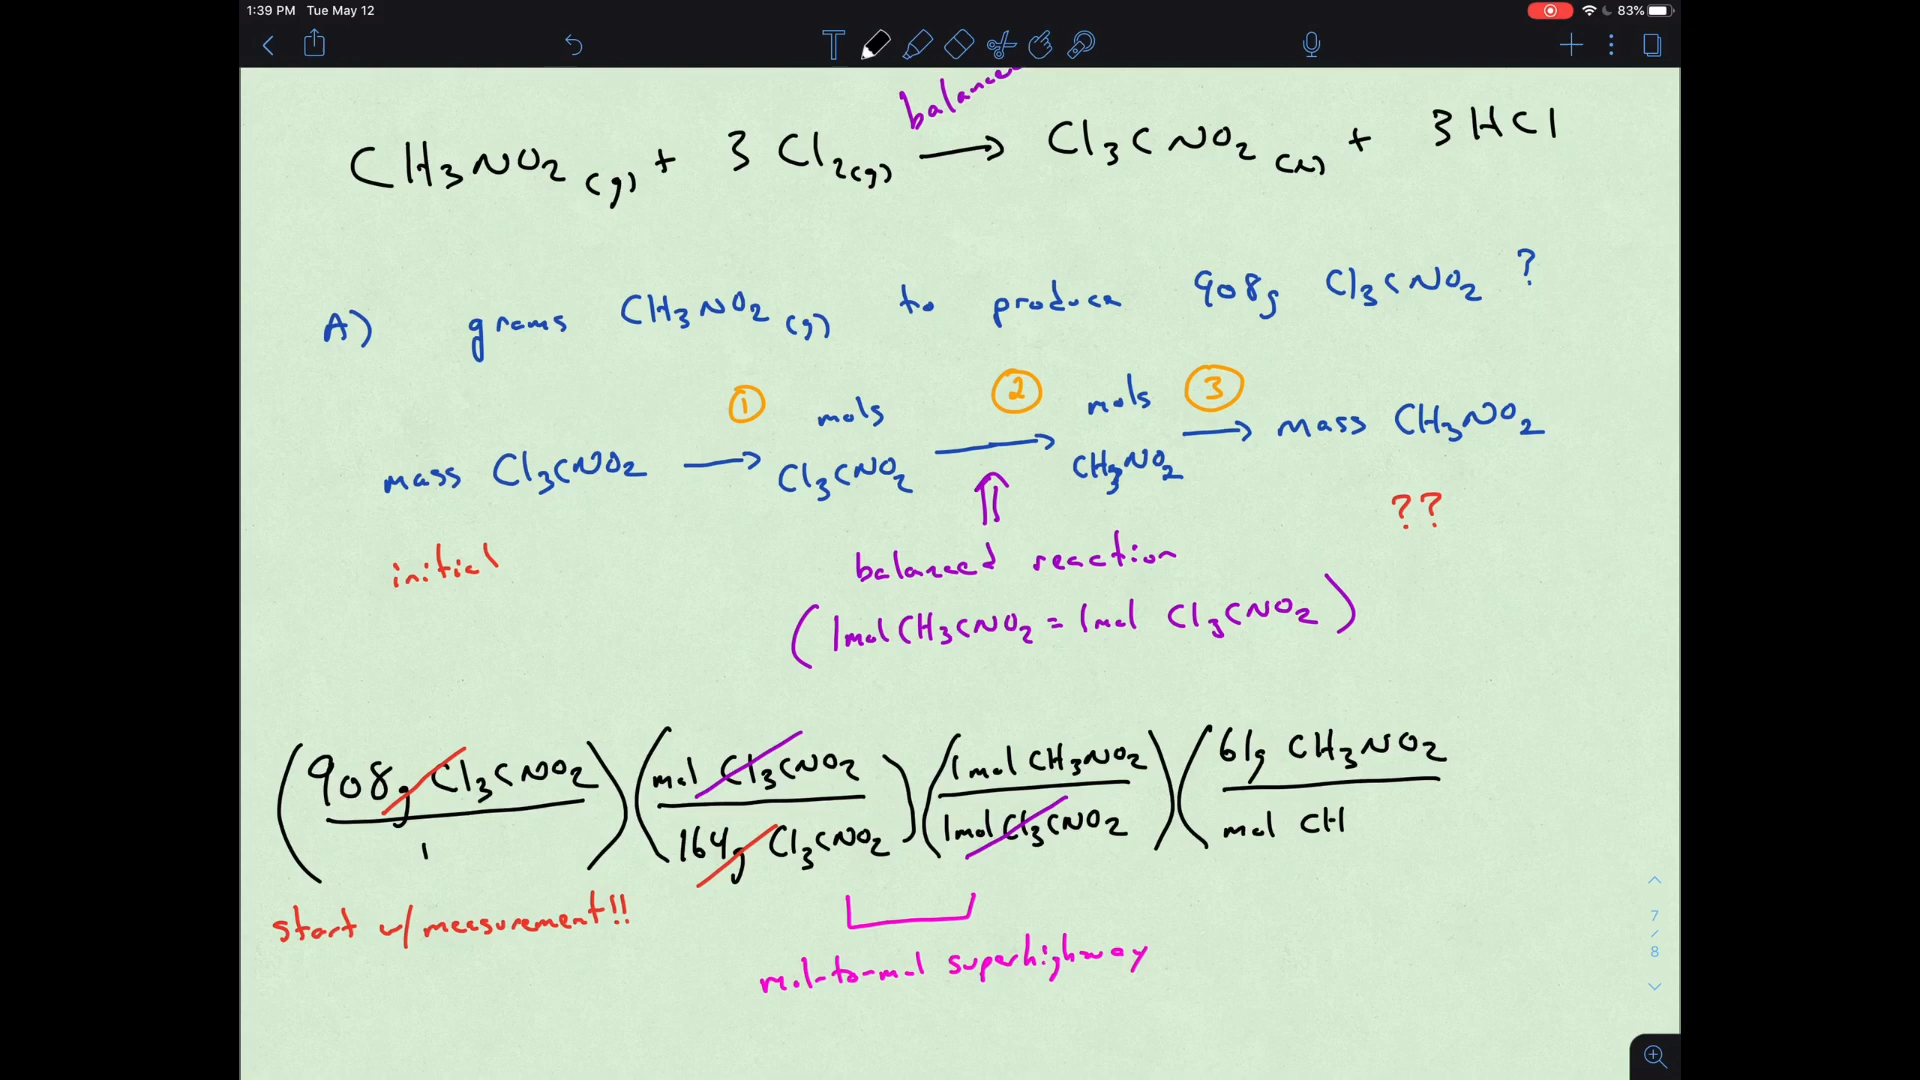 1:39 PM Tue May 12
83%
T
balanced
CH3NO2 (g) + 3 Cl2(g) → Cl3CNO2 (l) + 3HCl
A) grams CH3NO2 (g) to produce 908g Cl3CNO2 ?
① ② ③
mols mols
mass Cl3CNO2 → Cl3CNO2 → CH3NO2 → mass CH3NO2
⇑ ??
initial balanced reaction
(1mol CH3CNO2 = 1mol Cl3CNO2)
(908g Cl3CNO2 / 1) (mol Cl3CNO2 / 164g Cl3CNO2) (1mol CH3NO2 / 1mol Cl3CNO2) (61g CH3NO2 / mol CH
start w/ measurement!!
mol-to-mol superhighway
7
/
8